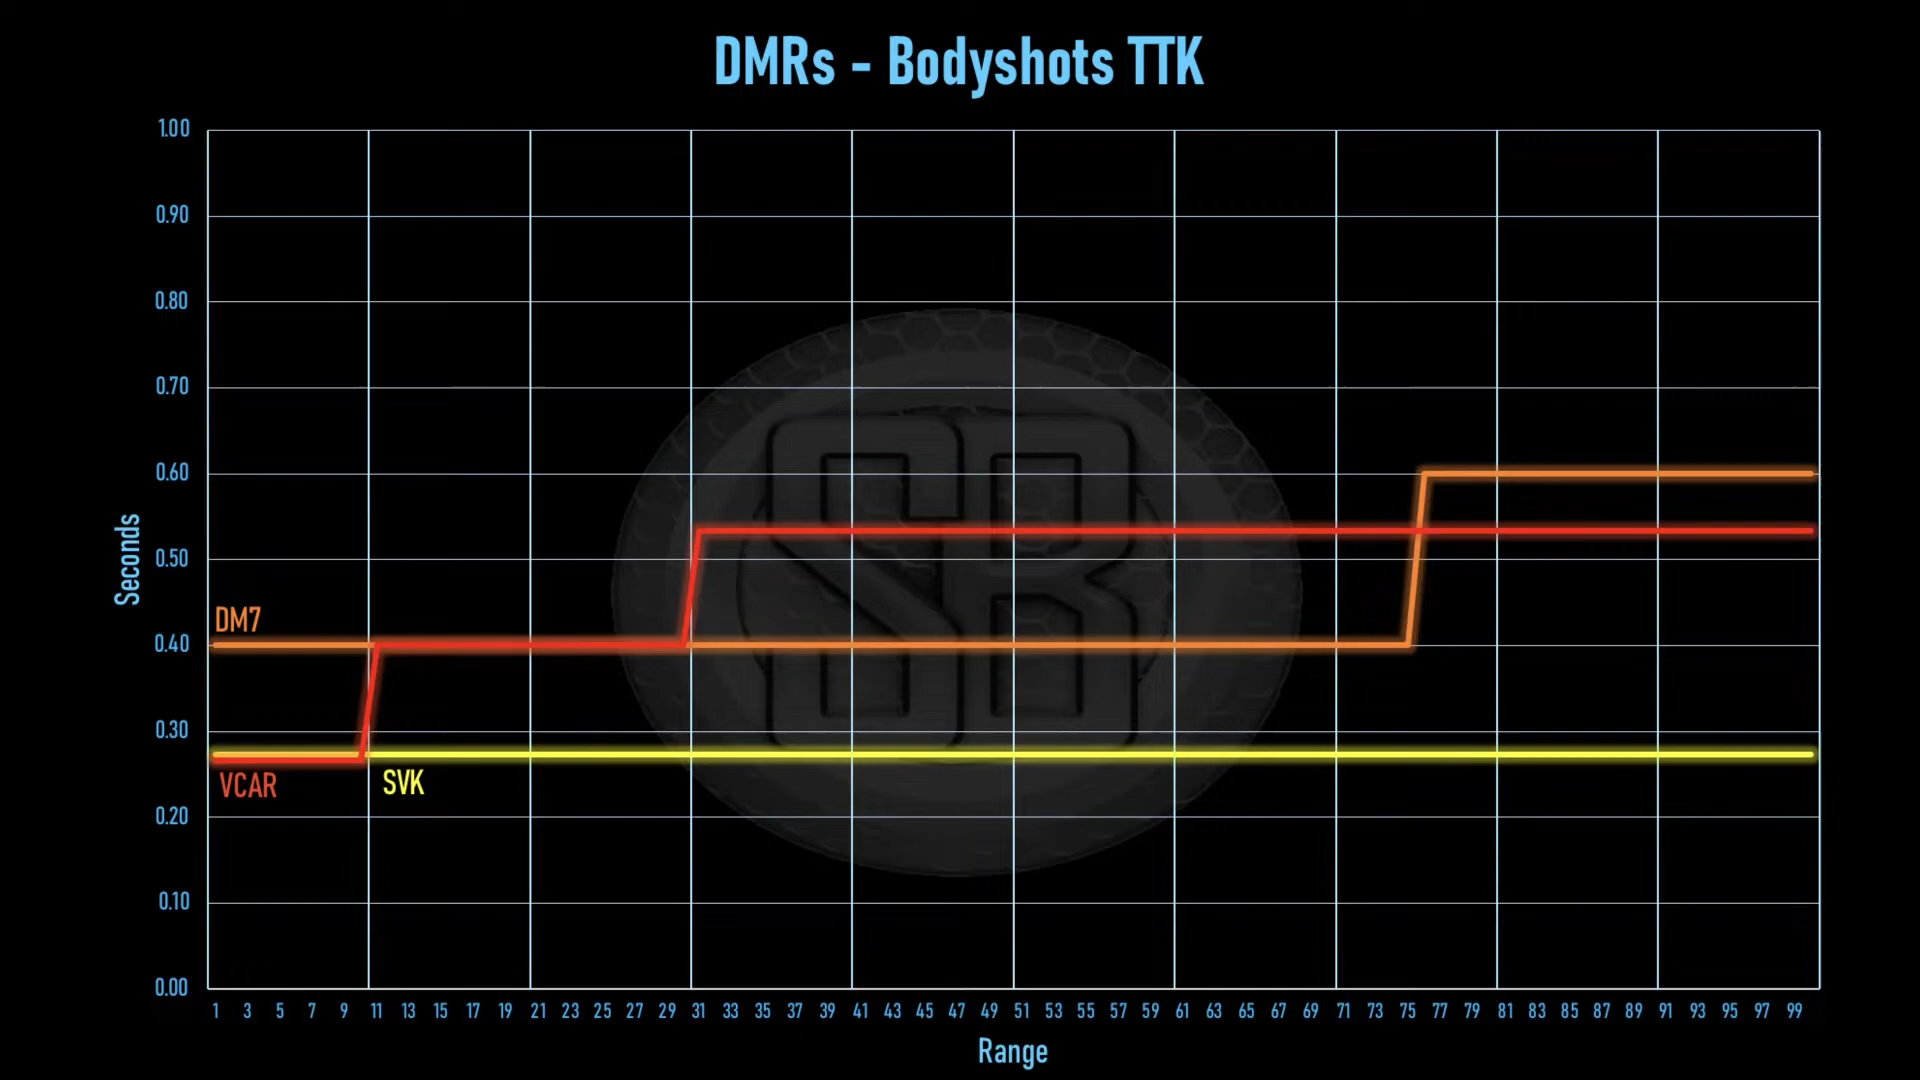 DMRs - Bodyshots TTK
1.00
0.90
0.80
0.70
0.60
0.50
0.40
0.30
0.20
0.10
0.00
Seconds
DM7
VCAR
SVK
SB
1 3 5 7 9 11 13 15 17 19 21 23 25 27 29 31 33 35 37 39 41 43 45 47 49 51 53 55 57 59 61 63 65 67 69 71 73 75 77 79 81 83 85 87 89 91 93 95 97 99
Range